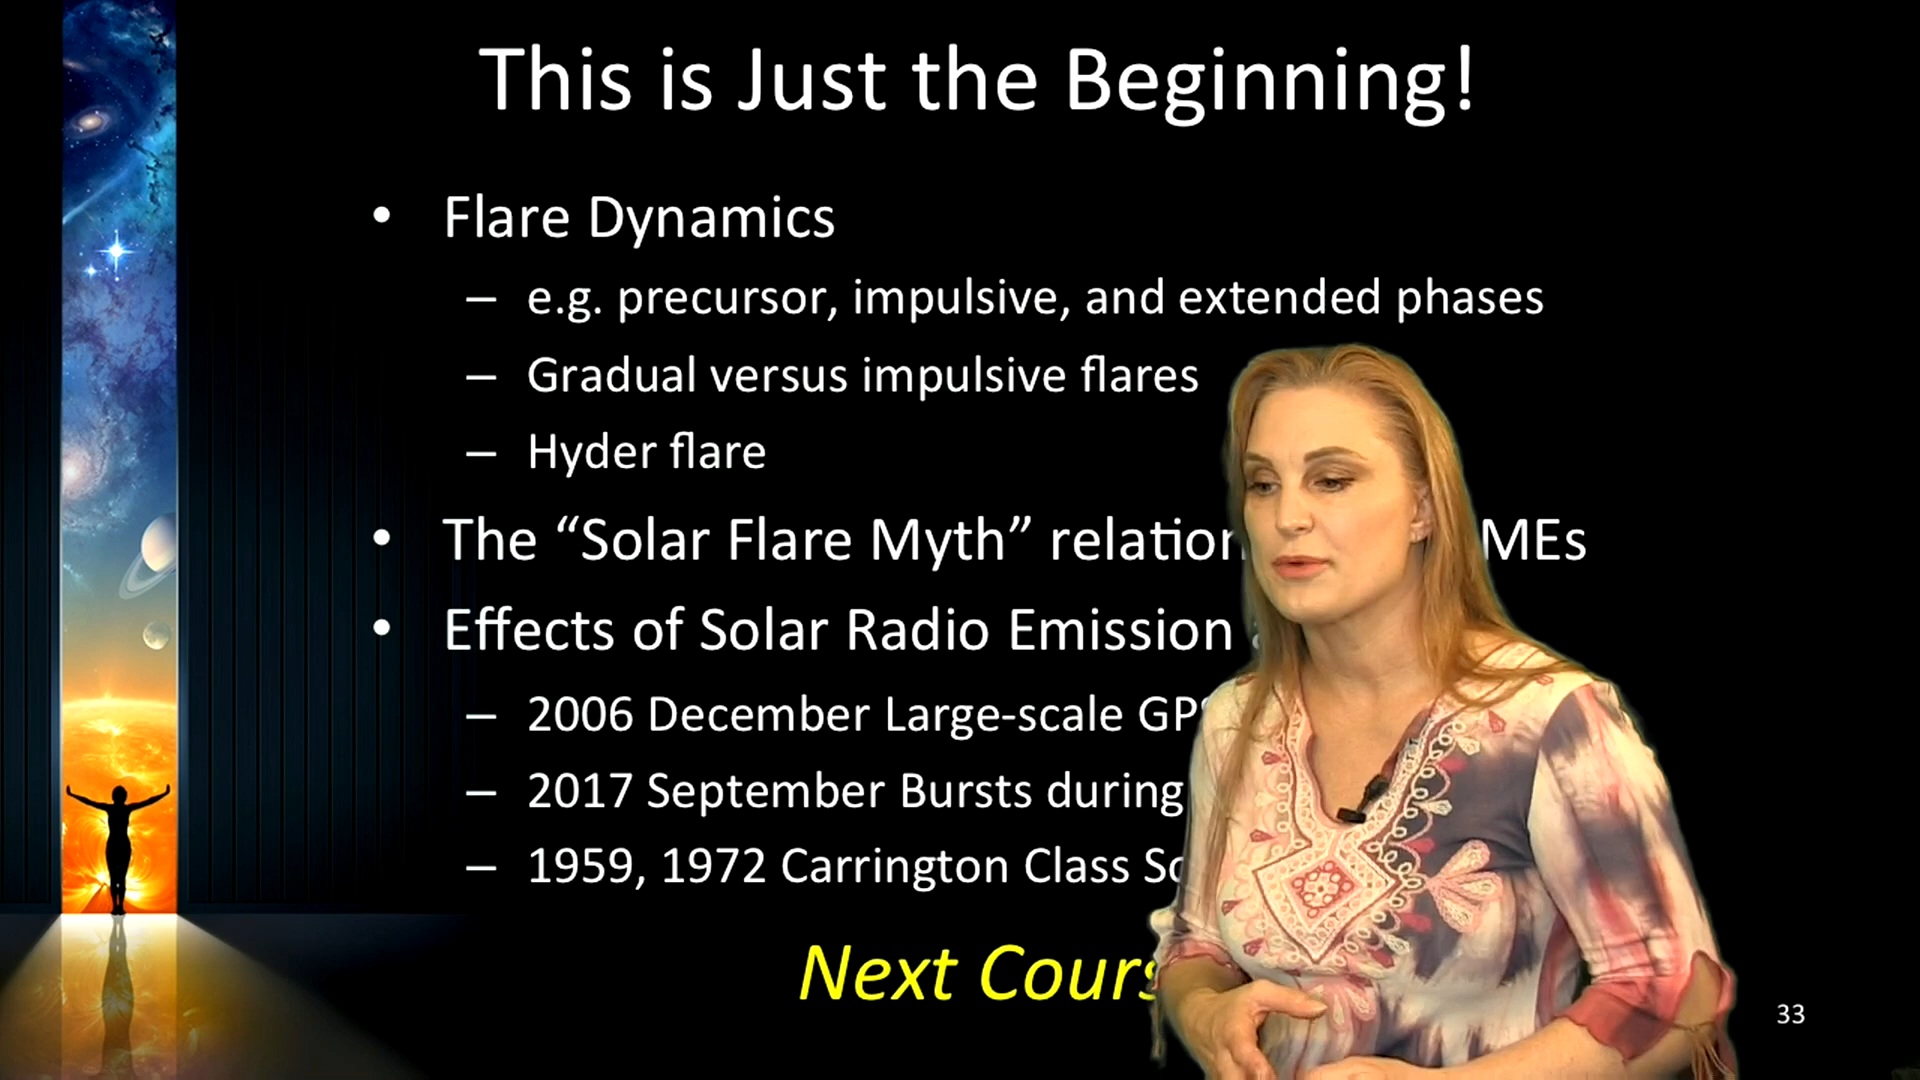 This is Just the Beginning!
• Flare Dynamics
– e.g. precursor, impulsive, and extended phases
– Gradual versus impulsive flares
– Hyder flare
• The “Solar Flare Myth”
• Effects of Solar Radio Emission
– 2006 December Large-scale
– 2017 September Bursts during
– 1959, 1972 Carrington Class
Next
33